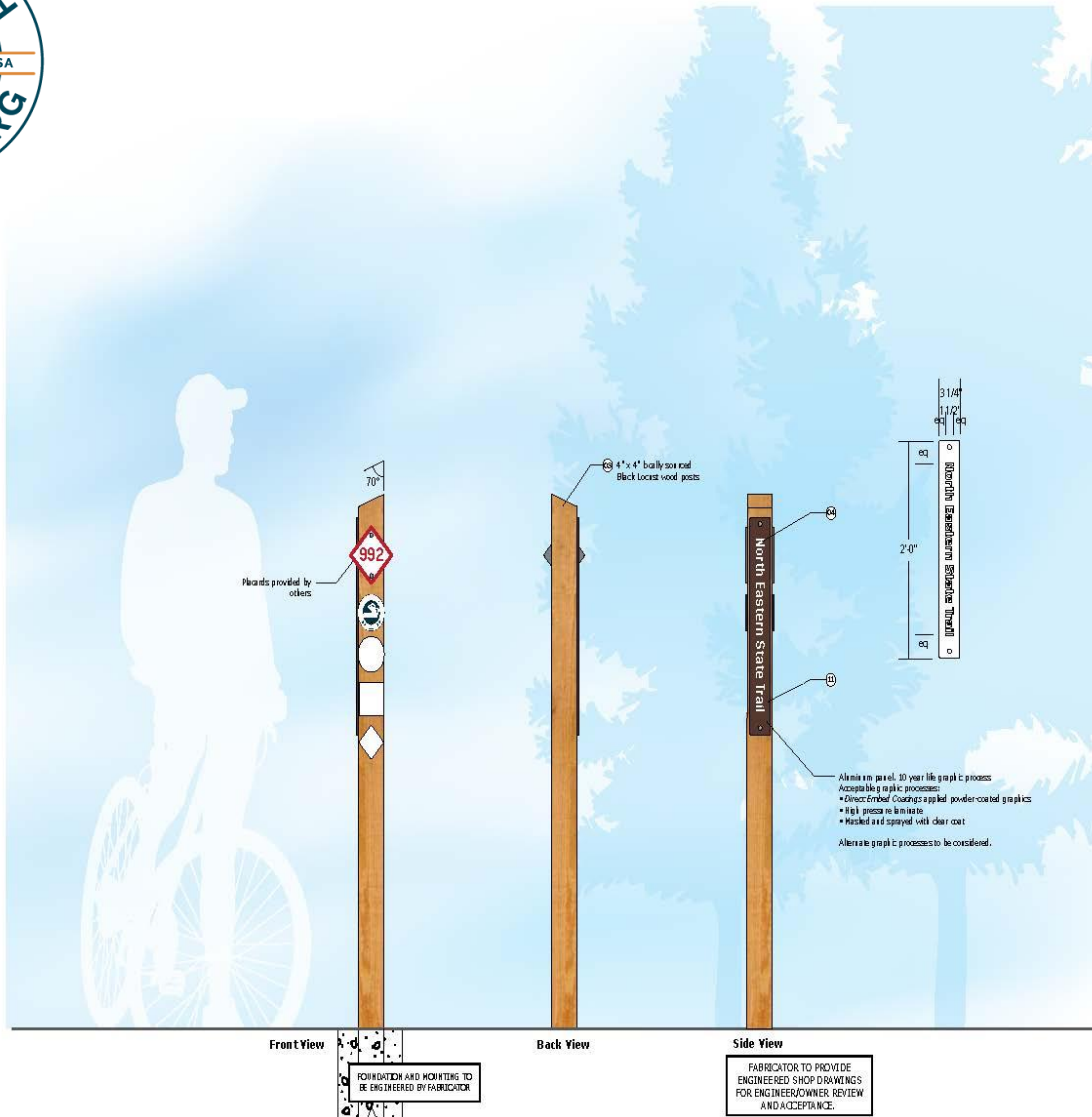 SA
RG
70°
992
Placards provided by
others
03 4" x 4" locally sourced
Black Locust wood posts
04
North Eastern State Trail
11
3 1/4"
1 1/2"
eq eq
eq
North Eastern State Trail
2'-0"
eq
Aluminum panel. 10 year life graphic process
Acceptable graphic processes:
• Direct Embed Coatings applied powder-coated graphics
• High pressure laminate
• Masked and sprayed with clear coat
Alternate graphic processes to be considered.
Front View
Back View
Side View
FOUNDATION AND MOUNTING TO
BE ENGINEERED BY FABRICATOR
FABRICATOR TO PROVIDE
ENGINEERED SHOP DRAWINGS
FOR ENGINEER/OWNER REVIEW
AND ACCEPTANCE.